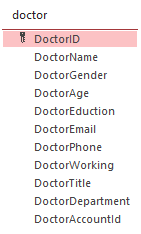 doctor
DoctorID
DoctorName
DoctorGender
DoctorAge
DoctorEduction
DoctorEmail
DoctorPhone
DoctorWorking
DoctorTitle
DoctorDepartment
DoctorAccountId